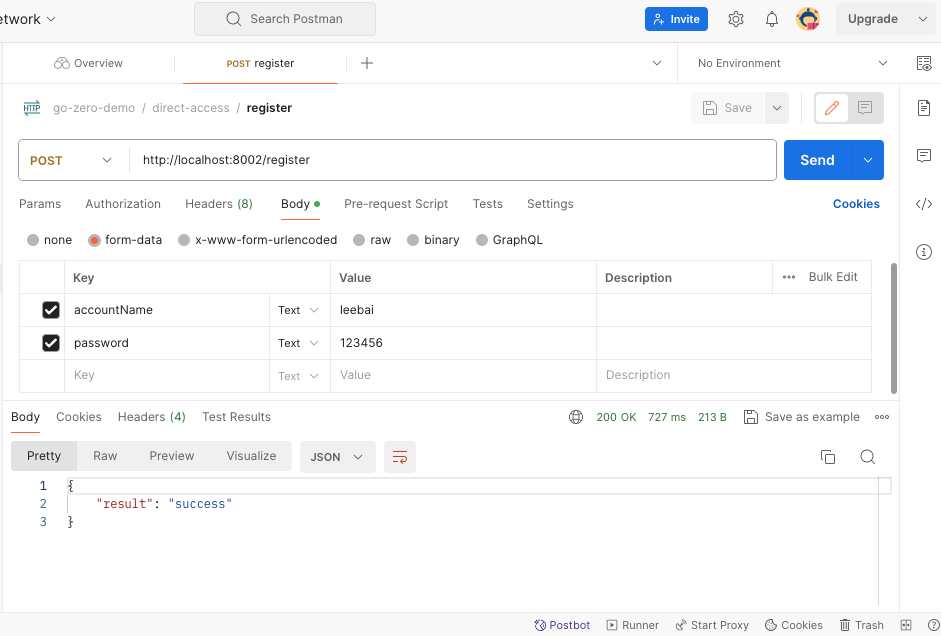 etwork
Search Postman
Invite
Upgrade
Overview
POST register
No Environment
HTTP
go-zero-demo / direct-access / register
Save
POST
http://localhost:8002/register
Send
Params
Authorization
Headers (8)
Body
Pre-request Script
Tests
Settings
Cookies
none
form-data
x-www-form-urlencoded
raw
binary
GraphQL
Key
Value
Description
Bulk Edit
accountName
Text
leebai
password
Text
123456
Key
Text
Value
Description
Body
Cookies
Headers (4)
Test Results
200 OK
727 ms
213 B
Save as example
Pretty
Raw
Preview
Visualize
JSON
1 {
2 "result": "success"
3 }
Postbot
Runner
Start Proxy
Cookies
Trash